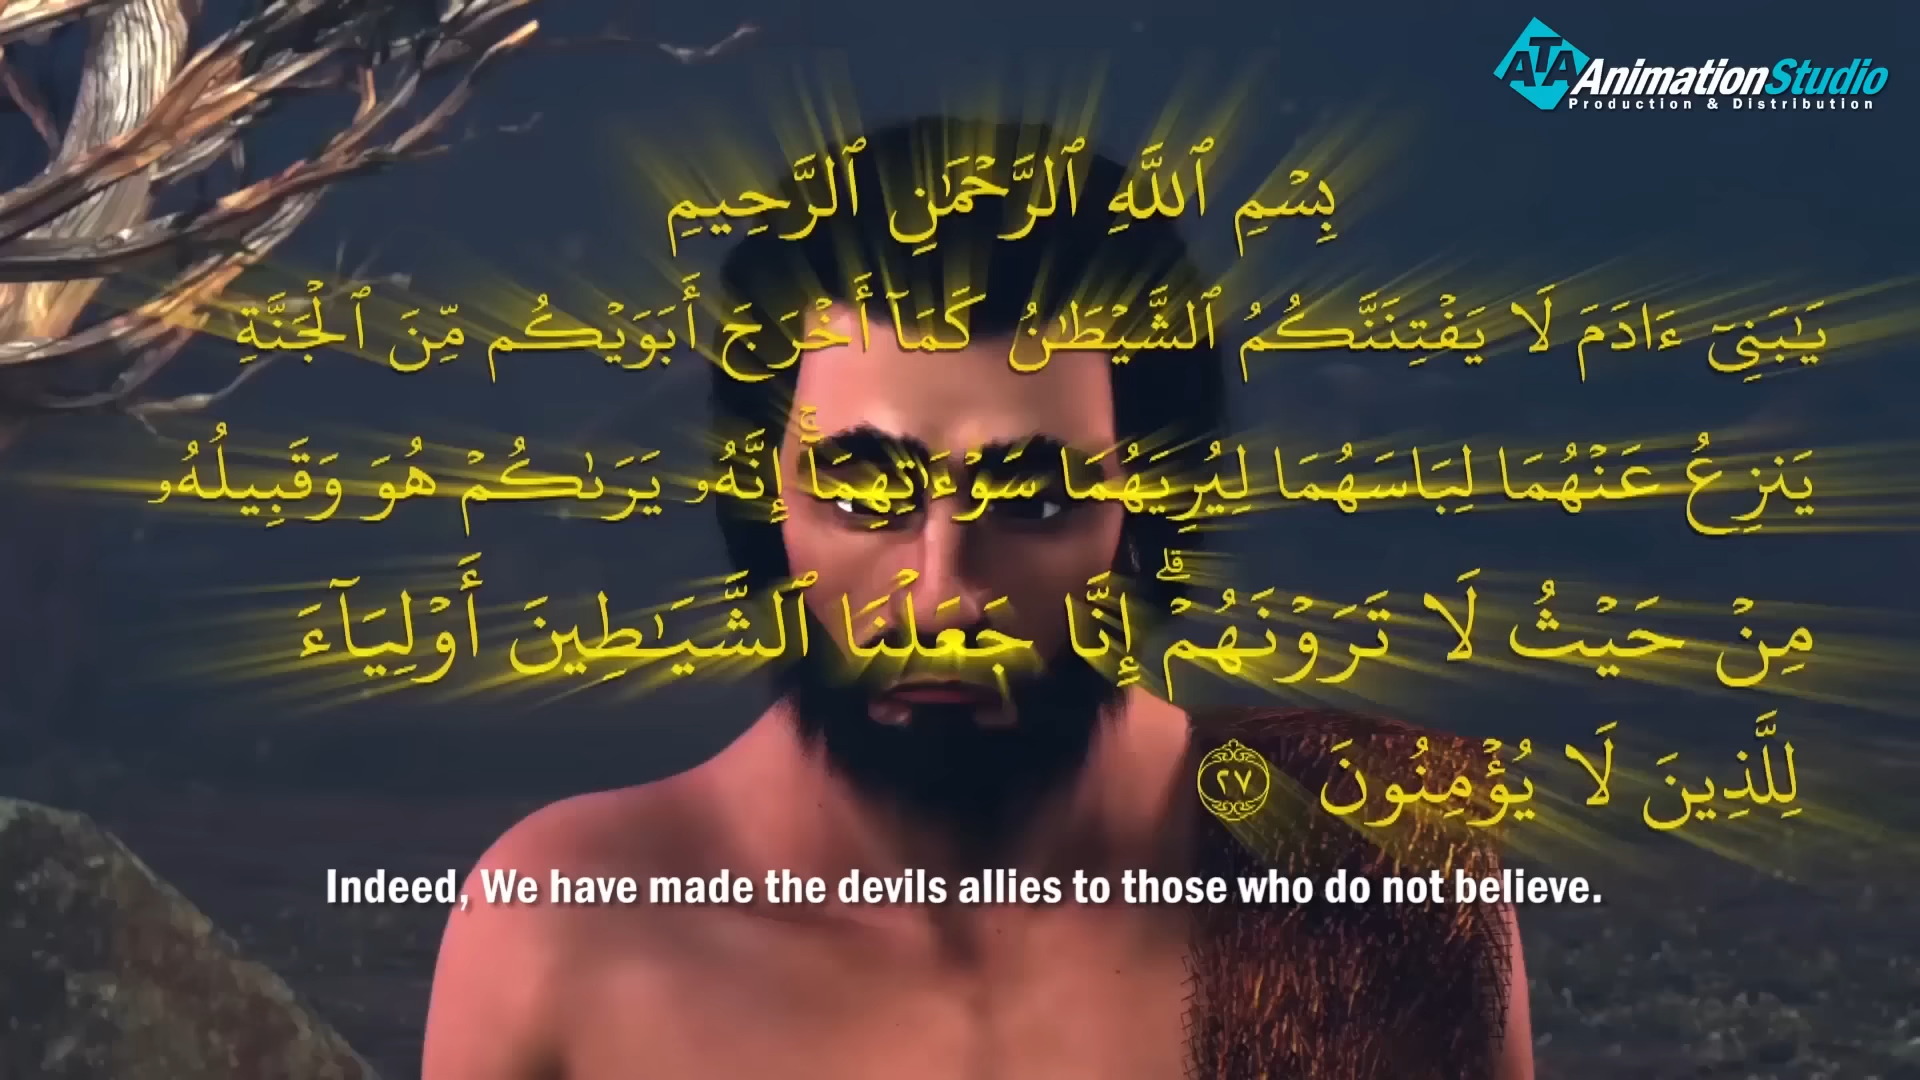 ATA AnimationStudio
Production & Distribution
بِسْمِ ٱللَّهِ ٱلرَّحْمَٰنِ ٱلرَّحِيمِ
يَـٰبَنِىٓ ءَادَمَ لَا يَفْتِنَنَّكُمُ ٱلشَّيْطَـٰنُ كَمَآ أَخْرَجَ أَبَوَيْكُم مِّنَ ٱلْجَنَّةِ
يَنزِعُ عَنْهُمَا لِبَاسَهُمَا لِيُرِيَهُمَا سَوْءَٰتِهِمَآ ۚ إِنَّهُۥ يَرَىٰكُمْ هُوَ وَقَبِيلُهُۥ
مِنْ حَيْثُ لَا تَرَوْنَهُمْ ۗ إِنَّا جَعَلْنَا ٱلشَّيَـٰطِينَ أَوْلِيَآءَ
لِلَّذِينَ لَا يُؤْمِنُونَ ٢٧
Indeed, We have made the devils allies to those who do not believe.